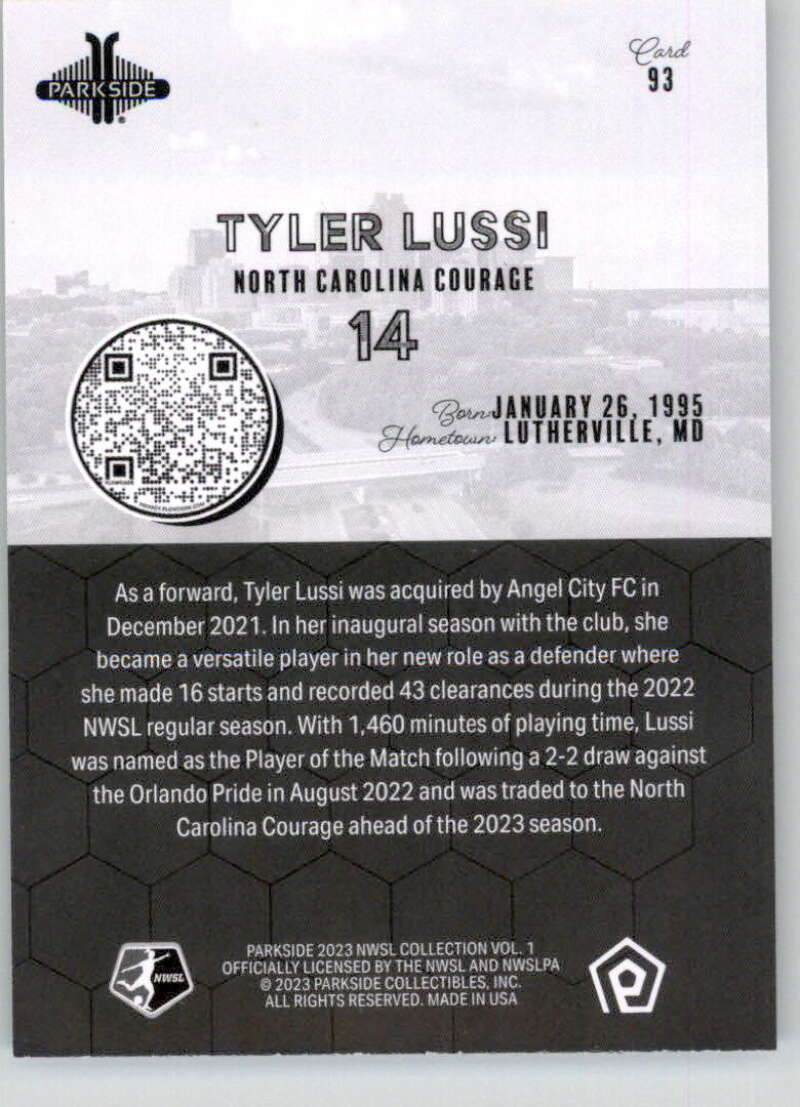 PARKSIDE
Card
93
TYLER LUSSI
NORTH CAROLINA COURAGE
14
Born: JANUARY 26, 1995
Hometown: LUTHERVILLE, MD
As a forward, Tyler Lussi was acquired by Angel City FC in
December 2021. In her inaugural season with the club, she
became a versatile player in her new role as a defender where
she made 16 starts and recorded 43 clearances during the 2022
NWSL regular season. With 1,460 minutes of playing time, Lussi
was named as the Player of the Match following a 2-2 draw against
the Orlando Pride in August 2022 and was traded to the North
Carolina Courage ahead of the 2023 season.
NWSL
PARKSIDE 2023 NWSL COLLECTION VOL. 1
OFFICIALLY LICENSED BY THE NWSL AND NWSLPA
© 2023 PARKSIDE COLLECTIBLES, INC.
ALL RIGHTS RESERVED. MADE IN USA